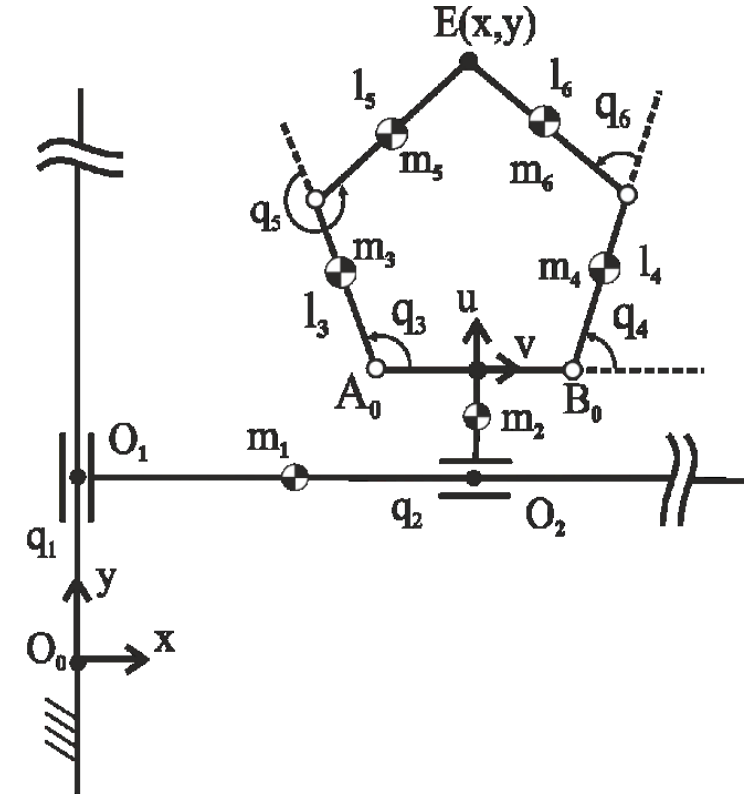 E(x,y)
l₅
l₆
q₆
m₅
m₆
q₅
m₃
m₄
l₄
l₃
q₃
u
q₄
v
A₀
B₀
m₂
O₁
m₁
q₂
O₂
q₁
y
O₀
x